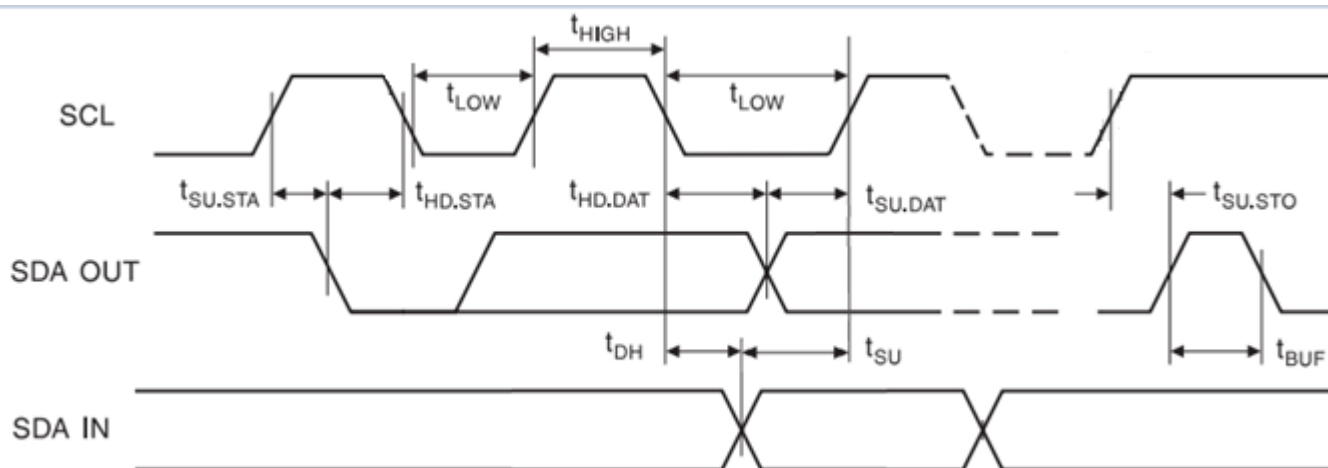 tHIGH
tLOW tLOW
SCL
tSU.STA tHD.STA tHD.DAT tSU.DAT tSU.STO
SDA OUT
tDH tSU tBUF
SDA IN